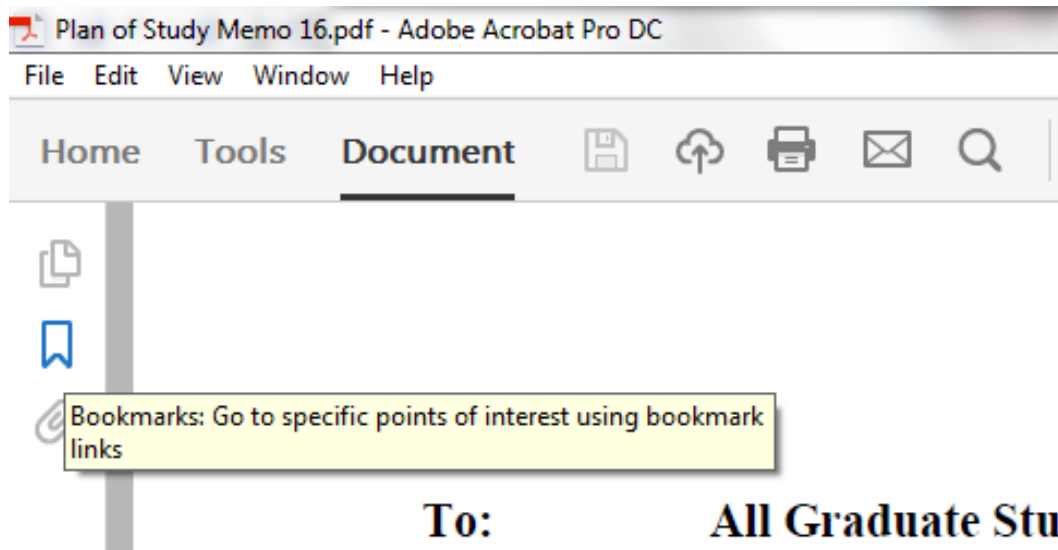 Plan of Study Memo 16.pdf - Adobe Acrobat Pro DC
File Edit View Window Help
Home Tools Document
Bookmarks: Go to specific points of interest using bookmark
links
To: All Graduate Stu